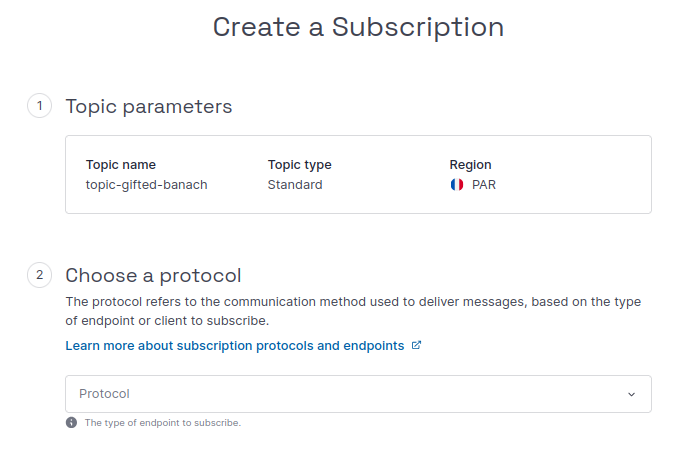 Create a Subscription
1 Topic parameters
Topic name Topic type Region
topic-gifted-banach Standard PAR
2 Choose a protocol
The protocol refers to the communication method used to deliver messages, based on the type
of endpoint or client to subscribe.
Learn more about subscription protocols and endpoints
Protocol
The type of endpoint to subscribe.